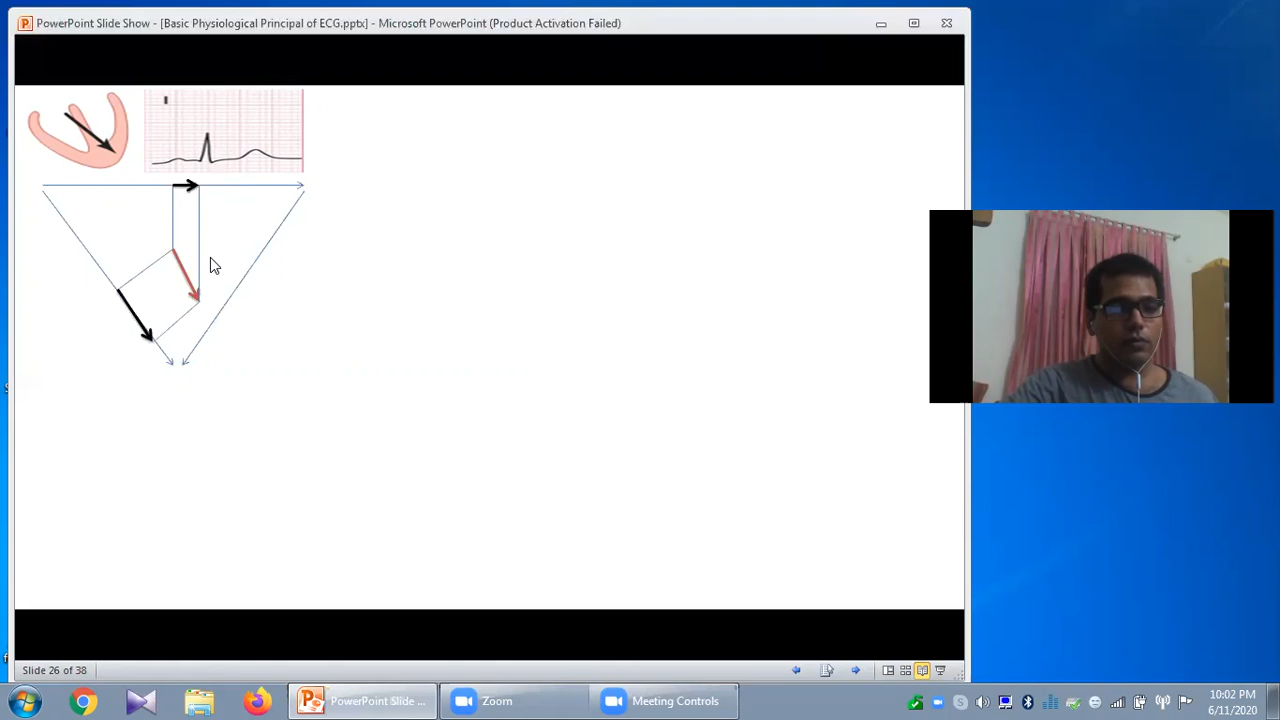 PowerPoint Slide Show - [Basic Physiological Principal of ECG.pptx] - Microsoft PowerPoint (Product Activation Failed)
I
Slide 26 of 38
PowerPoint Slide ...
Zoom
Meeting Controls
10:02 PM
6/11/2020